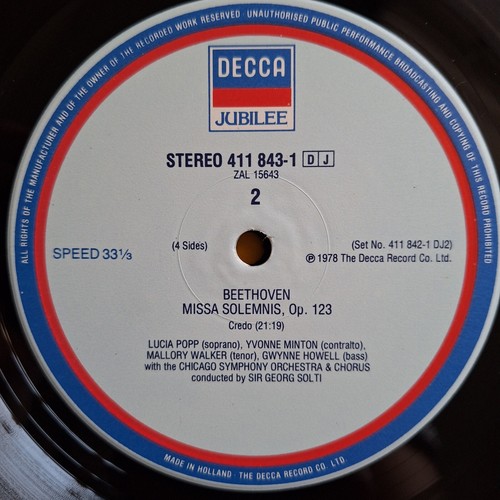 ALL RIGHTS OF THE MANUFACTURER AND OF THE OWNER OF THE RECORDED WORK RESERVED · UNAUTHORISED PUBLIC PERFORMANCE BROADCASTING AND COPYING OF THIS RECORD PROHIBITED
DECCA
JUBILEE
STEREO 411 843-1 DJ
ZAL 15643
2
(4 Sides)
(Set No. 411 842-1 DJ2)
SPEED 33⅓
℗ 1978 The Decca Record Co. Ltd.
BEETHOVEN
MISSA SOLEMNIS, Op. 123
Credo (21:19)
LUCIA POPP (soprano), YVONNE MINTON (contralto),
MALLORY WALKER (tenor), GWYNNE HOWELL (bass)
with the CHICAGO SYMPHONY ORCHESTRA & CHORUS
conducted by SIR GEORG SOLTI
MADE IN HOLLAND · THE DECCA RECORD CO. LTD.